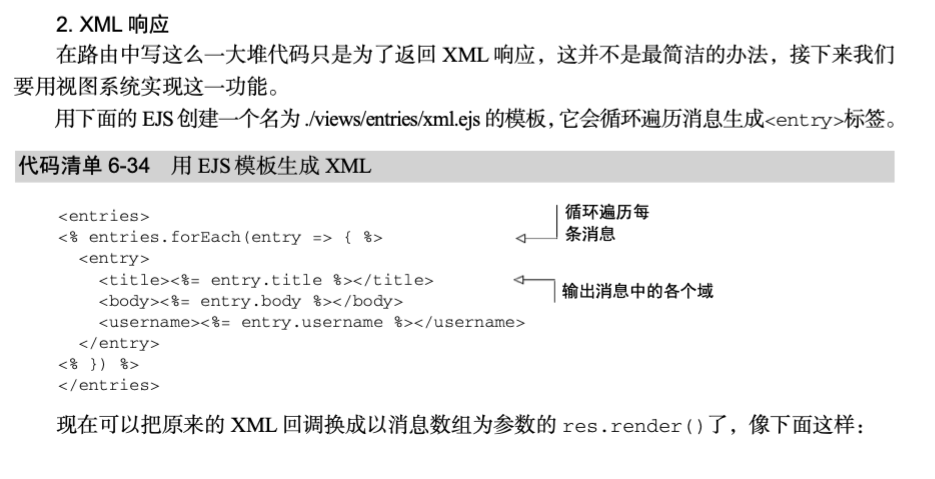 2. XML 响应
在路由中写这么一大堆代码只是为了返回 XML 响应，这并不是最简洁的办法，接下来我们
要用视图系统实现这一功能。
用下面的 EJS 创建一个名为 ./views/entries/xml.ejs 的模板，它会循环遍历消息生成<entry>标签。
代码清单 6-34 用 EJS 模板生成 XML
<entries>
<% entries.forEach(entry => { %>
<entry>
<title><%= entry.title %></title>
<body><%= entry.body %></body>
<username><%= entry.username %></username>
</entry>
<% }) %>
</entries>
循环遍历每
条消息
输出消息中的各个域
现在可以把原来的 XML 回调换成以消息数组为参数的 res.render()了，像下面这样：